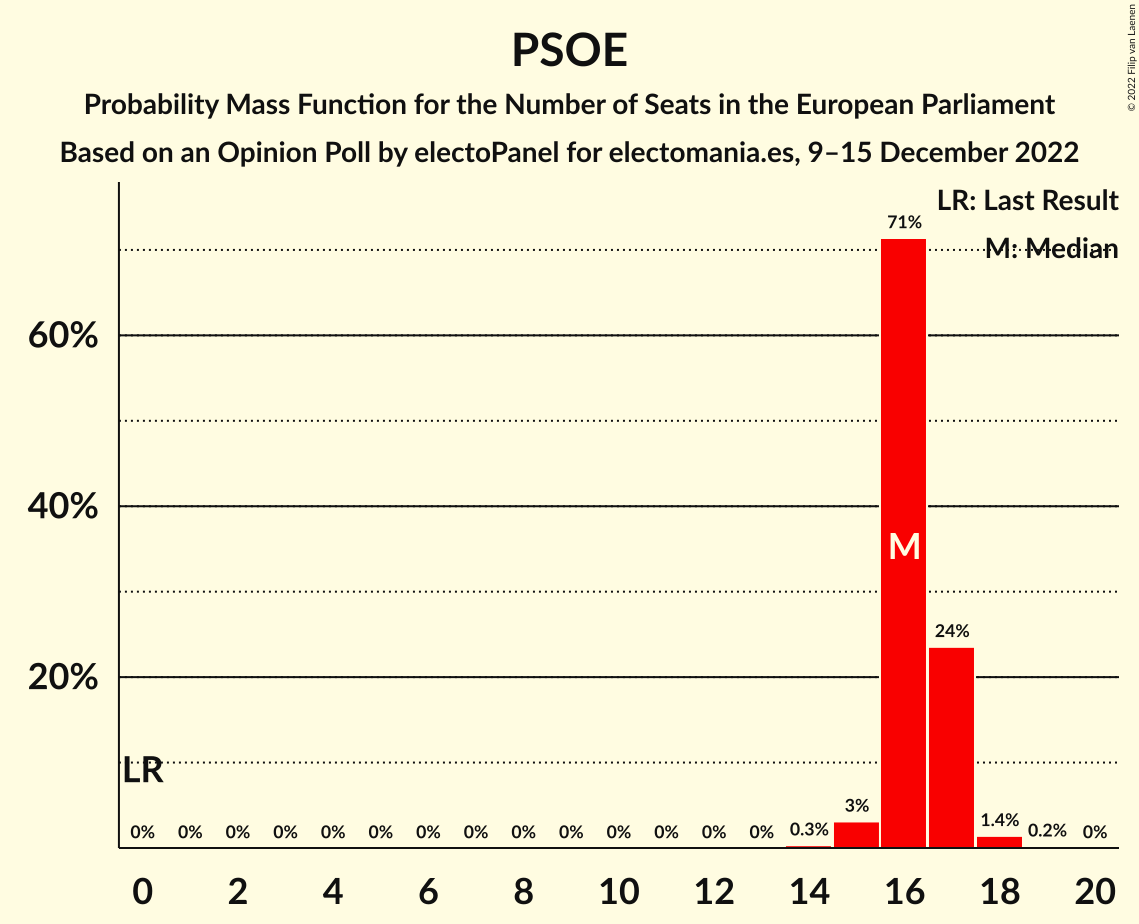 PSOE
Probability Mass Function for the Number of Seats in the European Parliament
Based on an Opinion Poll by electoPanel for electomania.es, 9–15 December 2022
© 2022 Filip van Laenen
LR: Last Result
M: Median
60%
40%
20%
71%
M
24%
LR
0% 0% 0% 0% 0% 0% 0% 0% 0% 0% 0% 0% 0% 0% 0.3% 3% 1.4% 0.2% 0%
0 2 4 6 8 10 12 14 16 18 20